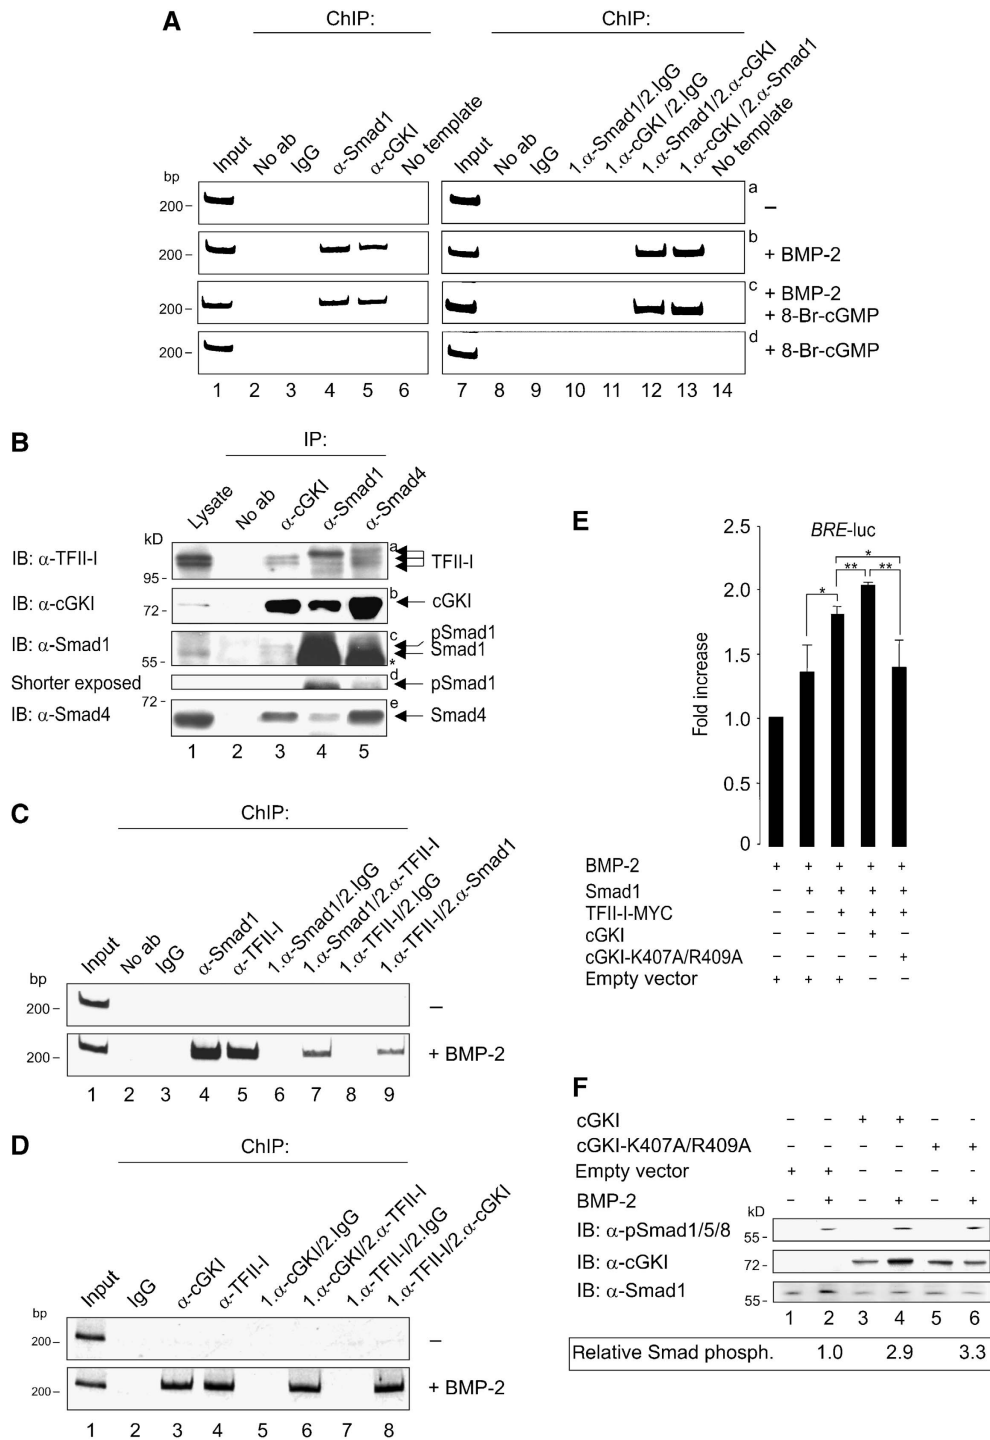 A
ChIP:
ChIP:
Input
No ab
IgG
α-Smad1
α-cGKI
No template
Input
No ab
IgG
1.α-Smad1/2.IgG
1.α-cGKI /2.IgG
1.α-Smad1/2.α-cGKI
1.α-cGKI /2.α-Smad1
No template
bp
200 –
a
–
200 –
b
+ BMP-2
200 –
c
+ BMP-2
+ 8-Br-cGMP
200 –
d
+ 8-Br-cGMP
1 2 3 4 5 6 7 8 9 10 11 12 13 14
B
IP:
Lysate
No ab
α-cGKI
α-Smad1
α-Smad4
kD
IB: α-TFII-I
95 –
a
TFII-I
IB: α-cGKI
72 –
b
cGKI
IB: α-Smad1
55 –
c
*
pSmad1
Smad1
Shorter exposed
d
pSmad1
72 –
IB: α-Smad4
e
Smad4
1 2 3 4 5
C
ChIP:
Input
No ab
IgG
α-Smad1
α-TFII-I
1.α-Smad1/2.IgG
1.α-Smad1/2.α-TFII-I
1.α-TFII-I/2.IgG
1.α-TFII-I/2.α-Smad1
bp
200 –
–
200 –
+ BMP-2
1 2 3 4 5 6 7 8 9
D
ChIP:
Input
IgG
α-cGKI
α-TFII-I
1.α-cGKI/2.IgG
1.α-cGKI/2.α-TFII-I
1.α-TFII-I/2.IgG
1.α-TFII-I/2.α-cGKI
bp
200 –
–
200 –
+ BMP-2
1 2 3 4 5 6 7 8
E
BRE-luc
Fold increase
2.5
2.0
1.5
1.0
0.5
0
*
**
**
*
BMP-2 + + + + +
Smad1 – + + + +
TFII-I-MYC – – + + +
cGKI – – – + –
cGKI-K407A/R409A – – – – +
Empty vector + + + – –
F
cGKI – – + + – -
cGKI-K407A/R409A – – – – + +
Empty vector + + – – – -
BMP-2 – + – + – +
kD
IB: α-pSmad1/5/8
55 -
IB: α-cGKI
72 -
IB: α-Smad1
55 -
1 2 3 4 5 6
Relative Smad phosph. 1.0 2.9 3.3